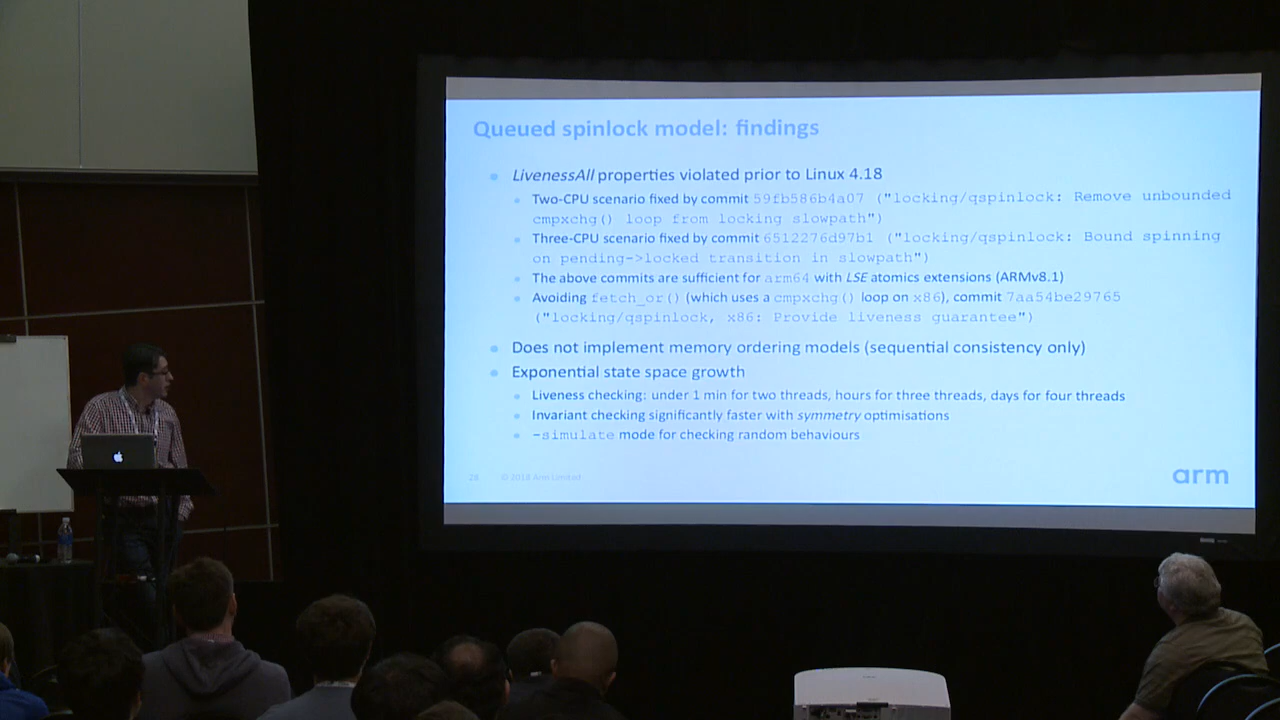 Queued spinlock model: findings
LivenessAll properties violated prior to Linux 4.18
Two-CPU scenario fixed by commit 59fb586b4a07 ("locking/qspinlock: Remove unbounded
cmpxchg() loop from locking slowpath")
Three-CPU scenario fixed by commit 6512276d97b1 ("locking/qspinlock: Bound spinning
on pending->locked transition in slowpath")
The above commits are sufficient for arm64 with LSE atomics extensions (ARMv8.1)
Avoiding fetch_or() (which uses a cmpxchg() loop on x86), commit 7aa54be29765
("locking/qspinlock, x86: Provide liveness guarantee")
Does not implement memory ordering models (sequential consistency only)
Exponential state space growth
Liveness checking: under 1 min for two threads, hours for three threads, days for four threads
Invariant checking significantly faster with symmetry optimisations
-simulate mode for checking random behaviours
28 © 2018 Arm Limited
arm